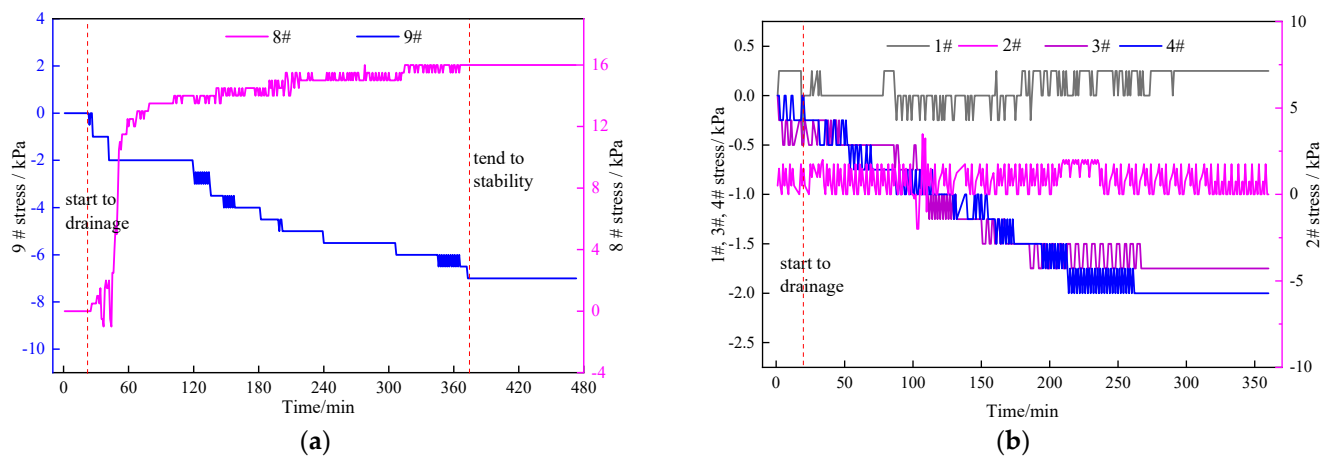 8# 9#
9 # stress / kPa
4
2
0
-2
-4
-6
-8
-10
start to
drainage
tend to
stability
16
12
8
4
0
-4
8# stress / kPa
0 60 120 180 240 300 360 420 480
Time/min
(a)
1# 2# 3# 4#
1#, 3#, 4# stress/ kPa
0.5
0.0
-0.5
-1.0
-1.5
-2.0
-2.5
start to
drainage
10
5
0
-5
-10
2# stress / kPa
0 50 100 150 200 250 300 350
Time/min
(b)